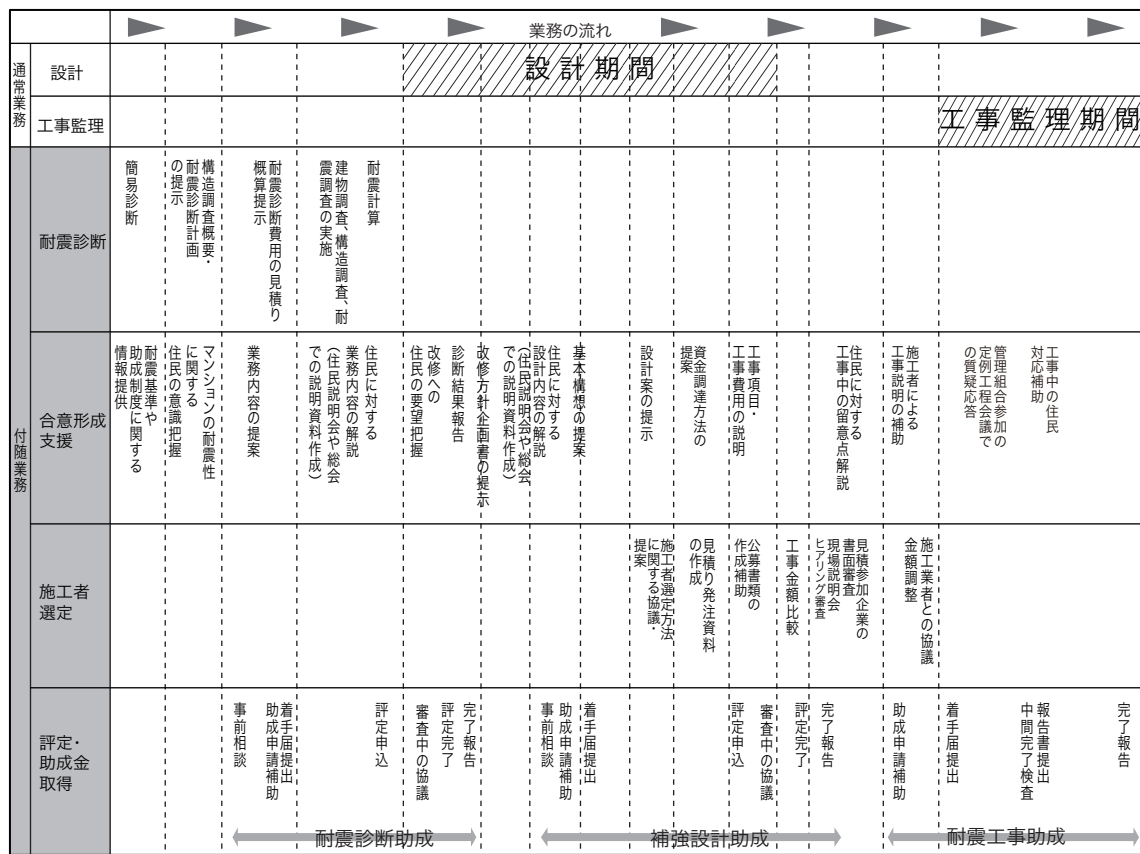 業務の流れ
通常業務
設計
設計期間
工事監理
工事監理期間
付随業務
耐震診断
簡易診断
構造調査概要・
耐震診断計画
の提示
耐震診断費用の見積り
概算提示
建物調査、構造調査、耐
震調査の実施
耐震計算
合意形成
支援
耐震基準や
助成制度に関する
情報提供
マンションの耐震性
に関する
住民の意識把握
業務内容の提案
住民に対する
業務内容の解説
(住民説明会や総会
での説明資料作成)
改修への
住民の要望把握
診断結果報告
改修方針企画書の提示
住民に対する
設計内容の解説
(住民説明会や総会
での説明資料作成)
基本構想の提案
設計案の提示
資金調達方法の
提案
工事項目・
工事費用の説明
住民に対する
工事中の留意点解説
施工者による
工事説明の補助
管理組合参加の
定例工程会議で
の質疑応答
工事中の住民
対応補助
施工者
選定
施工者選定方法
に関する協議・
提案
見積り発注資料
の作成
公募書類の
作成補助
工事金額比較
見積参加企業の
書面審査
現場説明会
ヒアリング審査
施工業者との協議
金額調整
評定・
助成金
取得
事前相談
着手届提出
助成申請補助
評定申込
審査中の協議
評定完了
完了報告
事前相談
助成申請補助
着手届提出
評定申込
審査中の協議
評定完了
完了報告
助成申請補助
着手届提出
報告書提出
中間完了検査
完了報告
耐震診断助成
補強設計助成
耐震工事助成